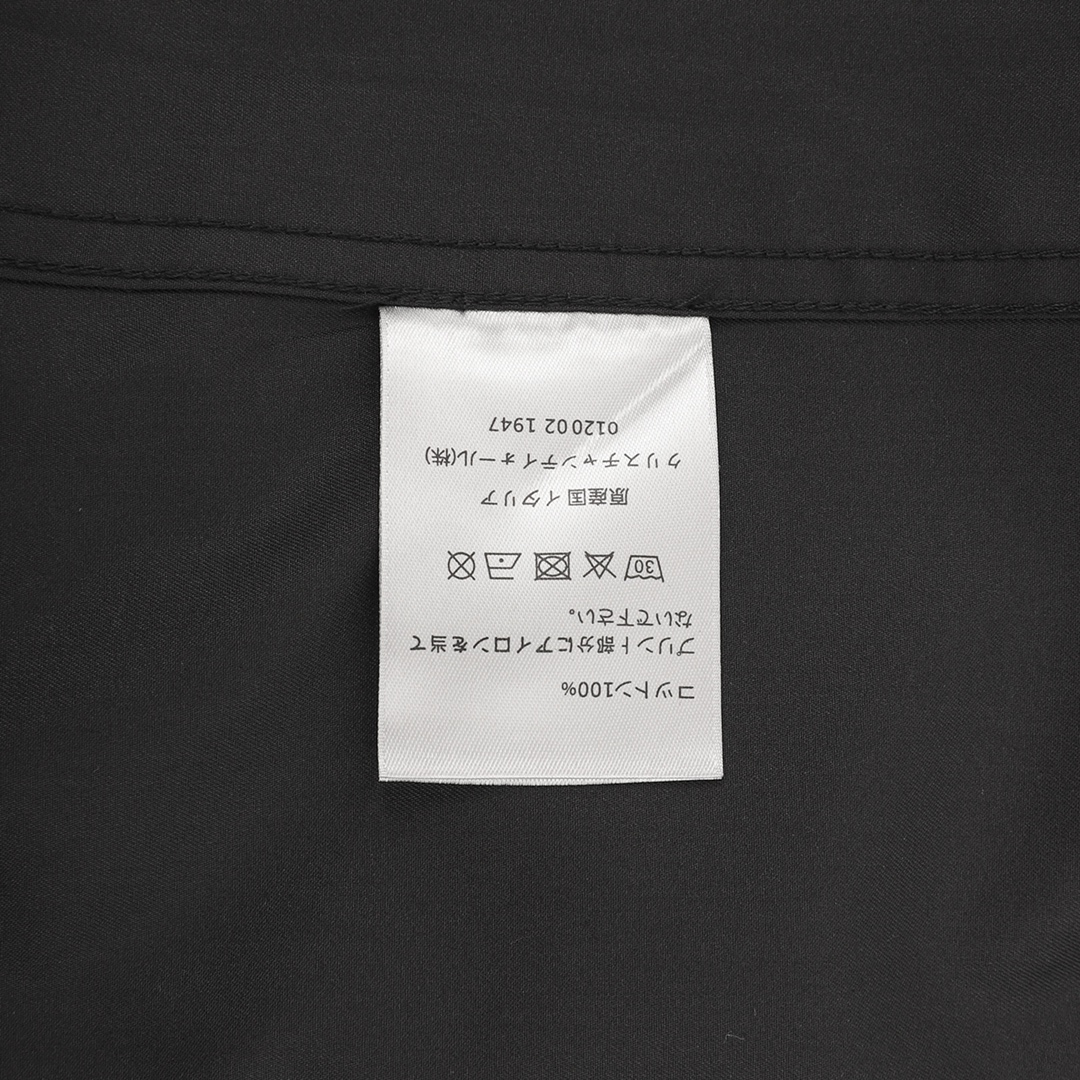 コットン100%
プリント部分にアイロンを当て
ないで下さい。
30
原産国イタリア
クリスチャンディオール(株)
0120 02 1947